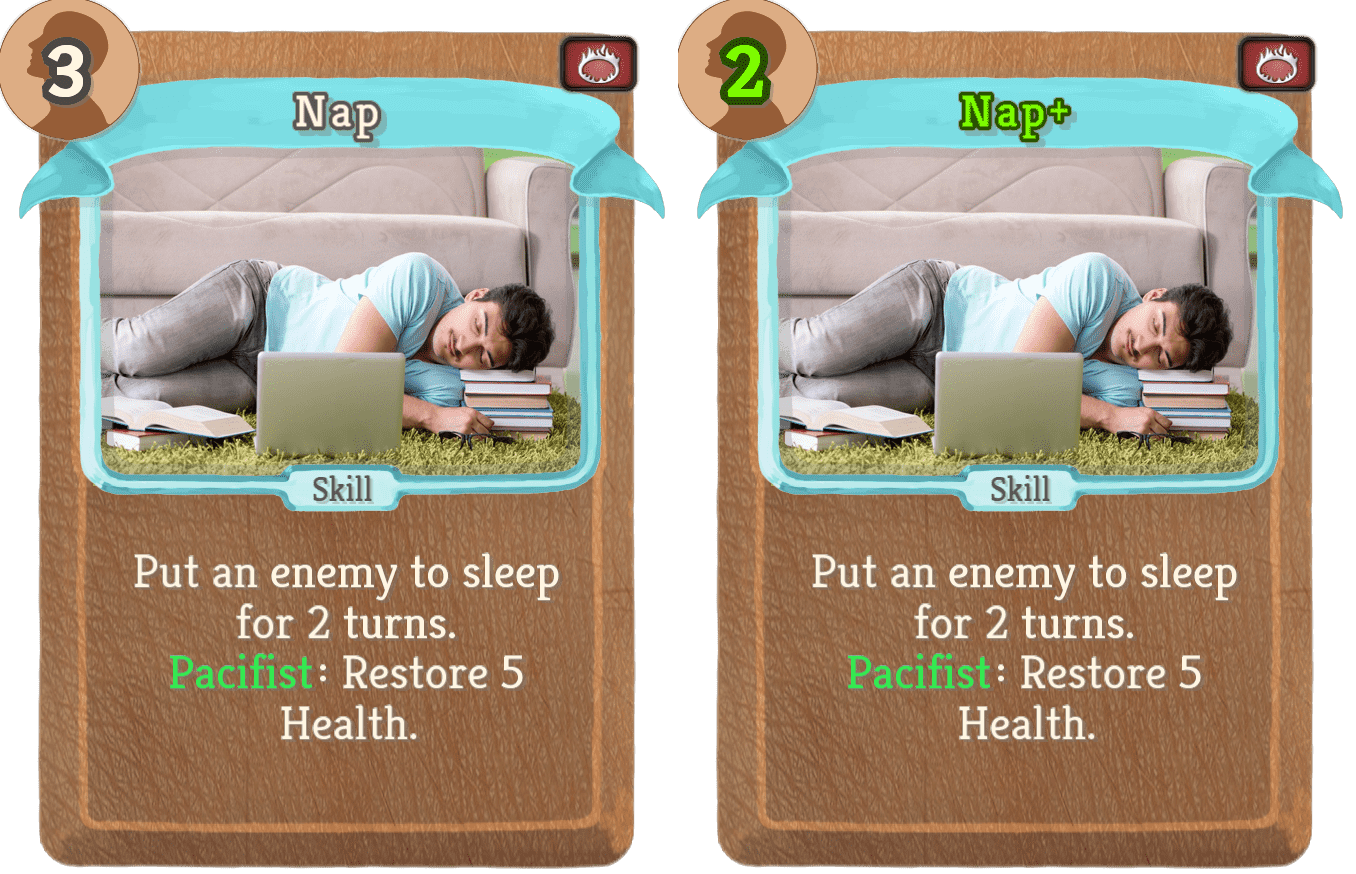 3
Nap
Skill
Put an enemy to sleep
for 2 turns.
Pacifist: Restore 5
Health.
2
Nap+
Skill
Put an enemy to sleep
for 2 turns.
Pacifist: Restore 5
Health.